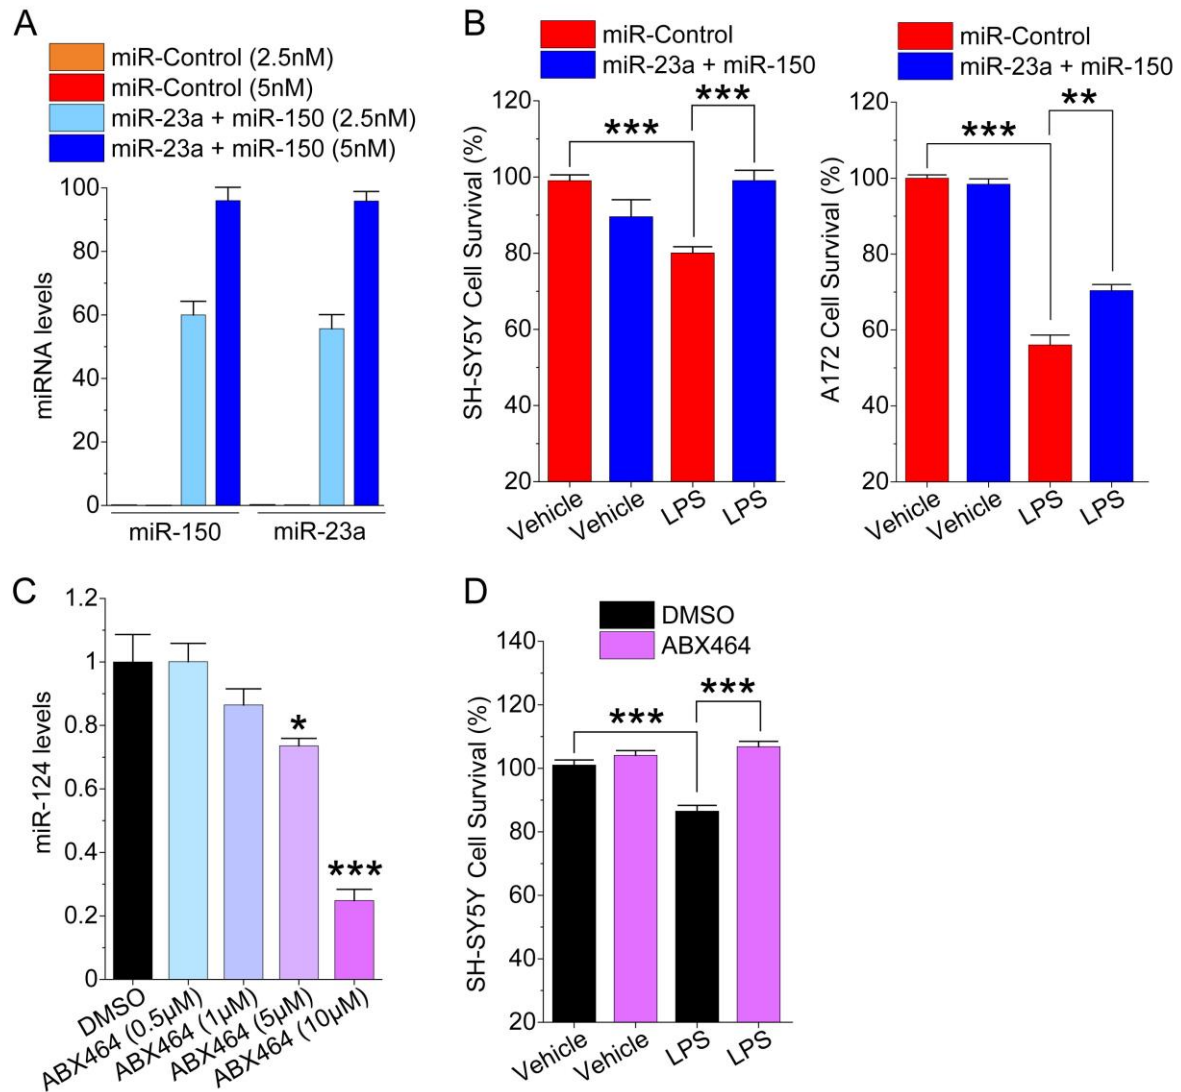 A
miR-Control (2.5nM)
miR-Control (5nM)
miR-23a + miR-150 (2.5nM)
miR-23a + miR-150 (5nM)
miRNA levels
100
80
60
40
20
0
miR-150
miR-23a
B
miR-Control
miR-23a + miR-150
SH-SY5Y Cell Survival (%)
120
100
80
60
40
20
***
***
Vehicle
Vehicle
LPS
LPS
miR-Control
miR-23a + miR-150
A172 Cell Survival (%)
120
100
80
60
40
20
***
**
Vehicle
Vehicle
LPS
LPS
C
miR-124 levels
1.2
1
0.8
0.6
0.4
0.2
0
*
***
DMSO
ABX464 (0.5µM)
ABX464 (1µM)
ABX464 (5µM)
ABX464 (10µM)
D
DMSO
ABX464
SH-SY5Y Cell Survival (%)
140
120
100
80
60
40
20
***
***
Vehicle
Vehicle
LPS
LPS